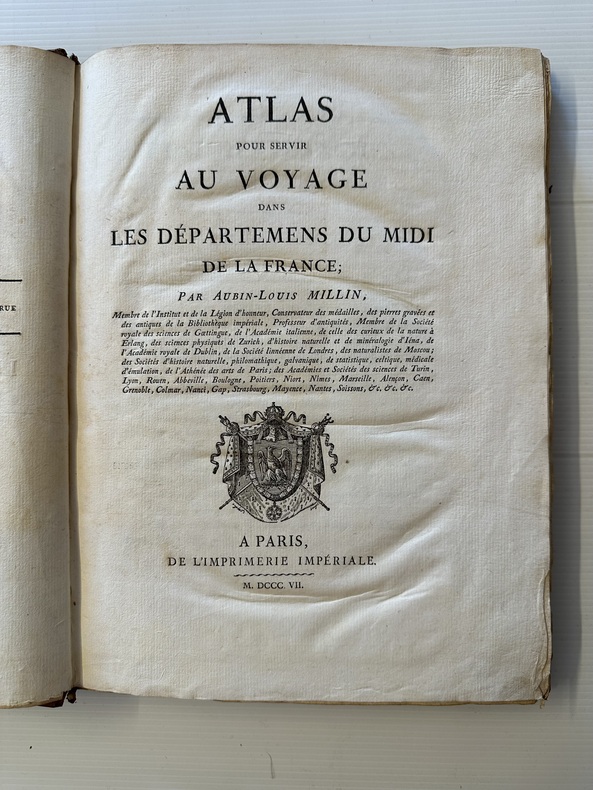 RUE
ATLAS
POUR SERVIR
AU VOYAGE
DANS
LES DÉPARTEMENS DU MIDI
DE LA FRANCE;
PAR AUBIN-LOUIS MILLIN,
Membre de l'Institut et de la Légion d'honneur, Conservateur des médailles, des pierres gravées et
des antiques de la Bibliothèque impériale, Professeur d'antiquités, Membre de la Société
royale des sciences de Gœttingue, de l'Académie italienne, de celle des curieux de la nature à
Erlang, des sciences physiques de Zurich, d'histoire naturelle et de minéralogie d'Iéna, de
l'Académie royale de Dublin, de la Société linnéenne de Londres, des naturalistes de Moscou;
des Sociétés d'histoire naturelle, philomathique, galvanique, de statistique, celtique, médicale
d'émulation, de l'Athénée des arts de Paris; des Académies et Sociétés des sciences de Turin,
Lyon, Rouen, Abbeville, Boulogne, Poitiers, Niort, Nîmes, Marseille, Alençon, Caen,
Grenoble, Colmar, Nanci, Gap, Strasbourg, Mayence, Nantes, Soissons, &c. &c. &c.
A PARIS,
DE L'IMPRIMERIE IMPÉRIALE.
M. DCCC. VII.